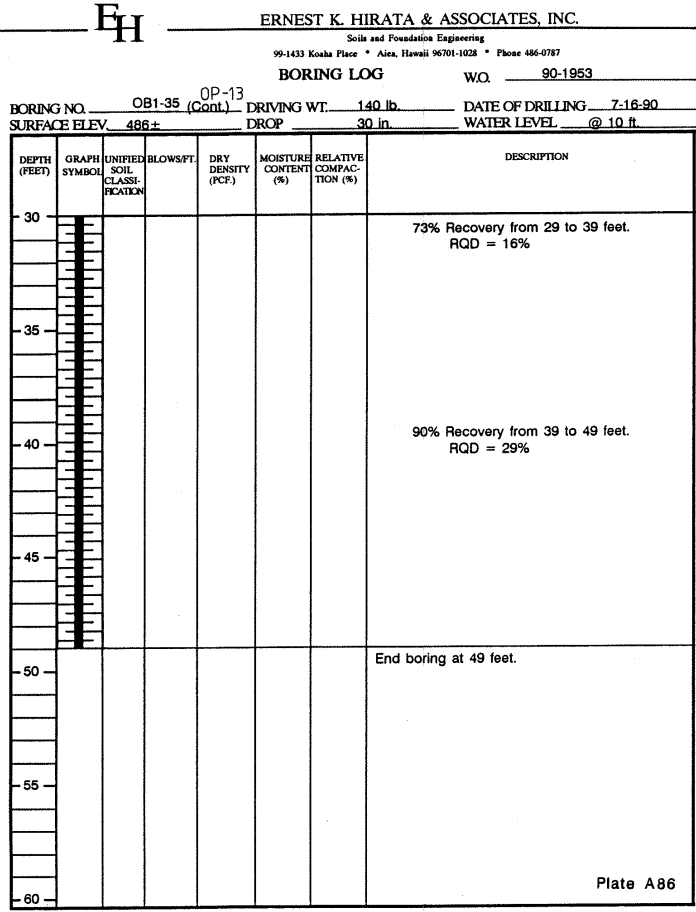 EH
ERNEST K. HIRATA & ASSOCIATES, INC.
Soils and Foundation Engineering
99-1433 Koaha Place * Aiea, Hawaii 96701-1028 * Phone 486-0787
BORING LOG
W.O. 90-1953
OP-13
BORING NO. OB1-35 (Cont.) DRIVING WT. 140 lb. DATE OF DRILLING 7-16-90
SURFACE ELEV. 486± DROP 30 in. WATER LEVEL @ 10 ft.
DEPTH (FEET)
GRAPH SYMBOL
UNIFIED SOIL CLASSI-FICATION
BLOWS/FT.
DRY DENSITY (PCF.)
MOISTURE CONTENT (%)
RELATIVE COMPAC-TION (%)
DESCRIPTION
30
73% Recovery from 29 to 39 feet.
RQD = 16%
35
90% Recovery from 39 to 49 feet.
40
RQD = 29%
45
End boring at 49 feet.
50
55
Plate A86
60